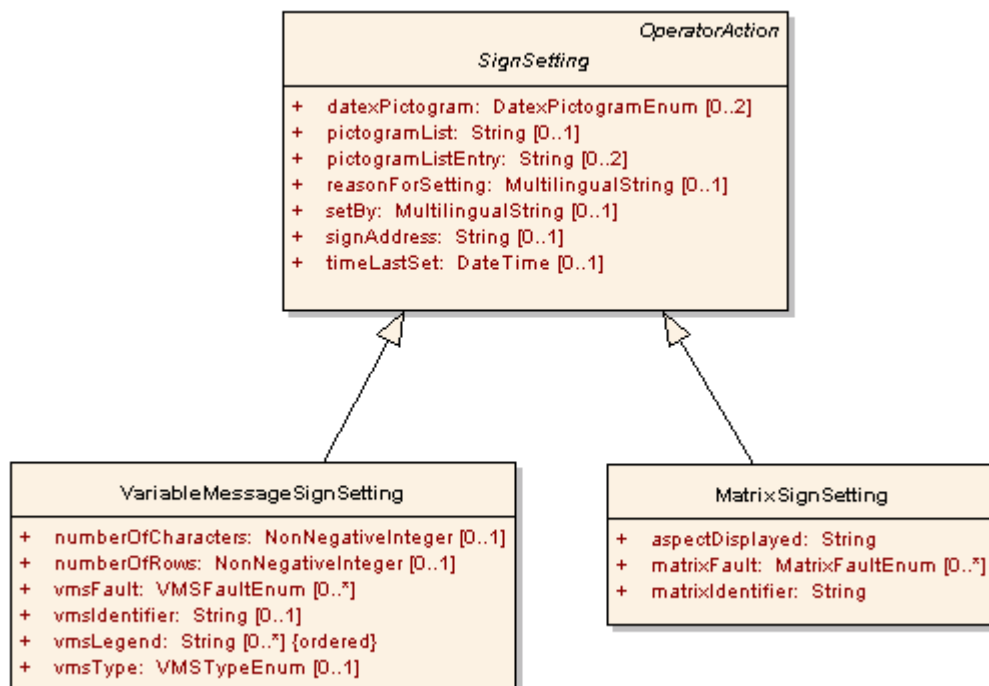 OperatorAction
SignSetting
+ datexPictogram: DatexPictogramEnum [0..2]
+ pictogramList: String [0..1]
+ pictogramListEntry: String [0..2]
+ reasonForSetting: MultilingualString [0..1]
+ setBy: MultilingualString [0..1]
+ signAddress: String [0..1]
+ timeLastSet: DateTime [0..1]
VariableMessageSignSetting
+ numberOfCharacters: NonNegativeInteger [0..1]
+ numberOfRows: NonNegativeInteger [0..1]
+ vmsFault: VMSFaultEnum [0..*]
+ vmsIdentifier: String [0..1]
+ vmsLegend: String [0..*] {ordered}
+ vmsType: VMSTypeEnum [0..1]
MatrixSignSetting
+ aspectDisplayed: String
+ matrixFault: MatrixFaultEnum [0..*]
+ matrixIdentifier: String